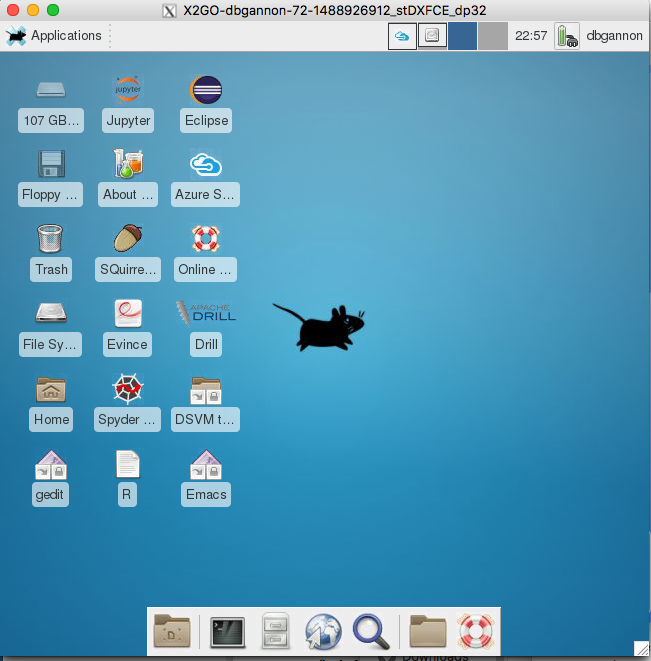 X2GO-dbgannon-72-1488926912_stDXFCE_dp32
Applications 22:57 dbgannon
jupyter
107 GB... Jupyter Eclipse
Floppy ... About ... Azure S...
Trash SQuirre... Online ...
APACHE
DRILL
File Sy... Evince Drill
Home Spyder ... DSVM t...
gedit R Emacs
D
Downloads